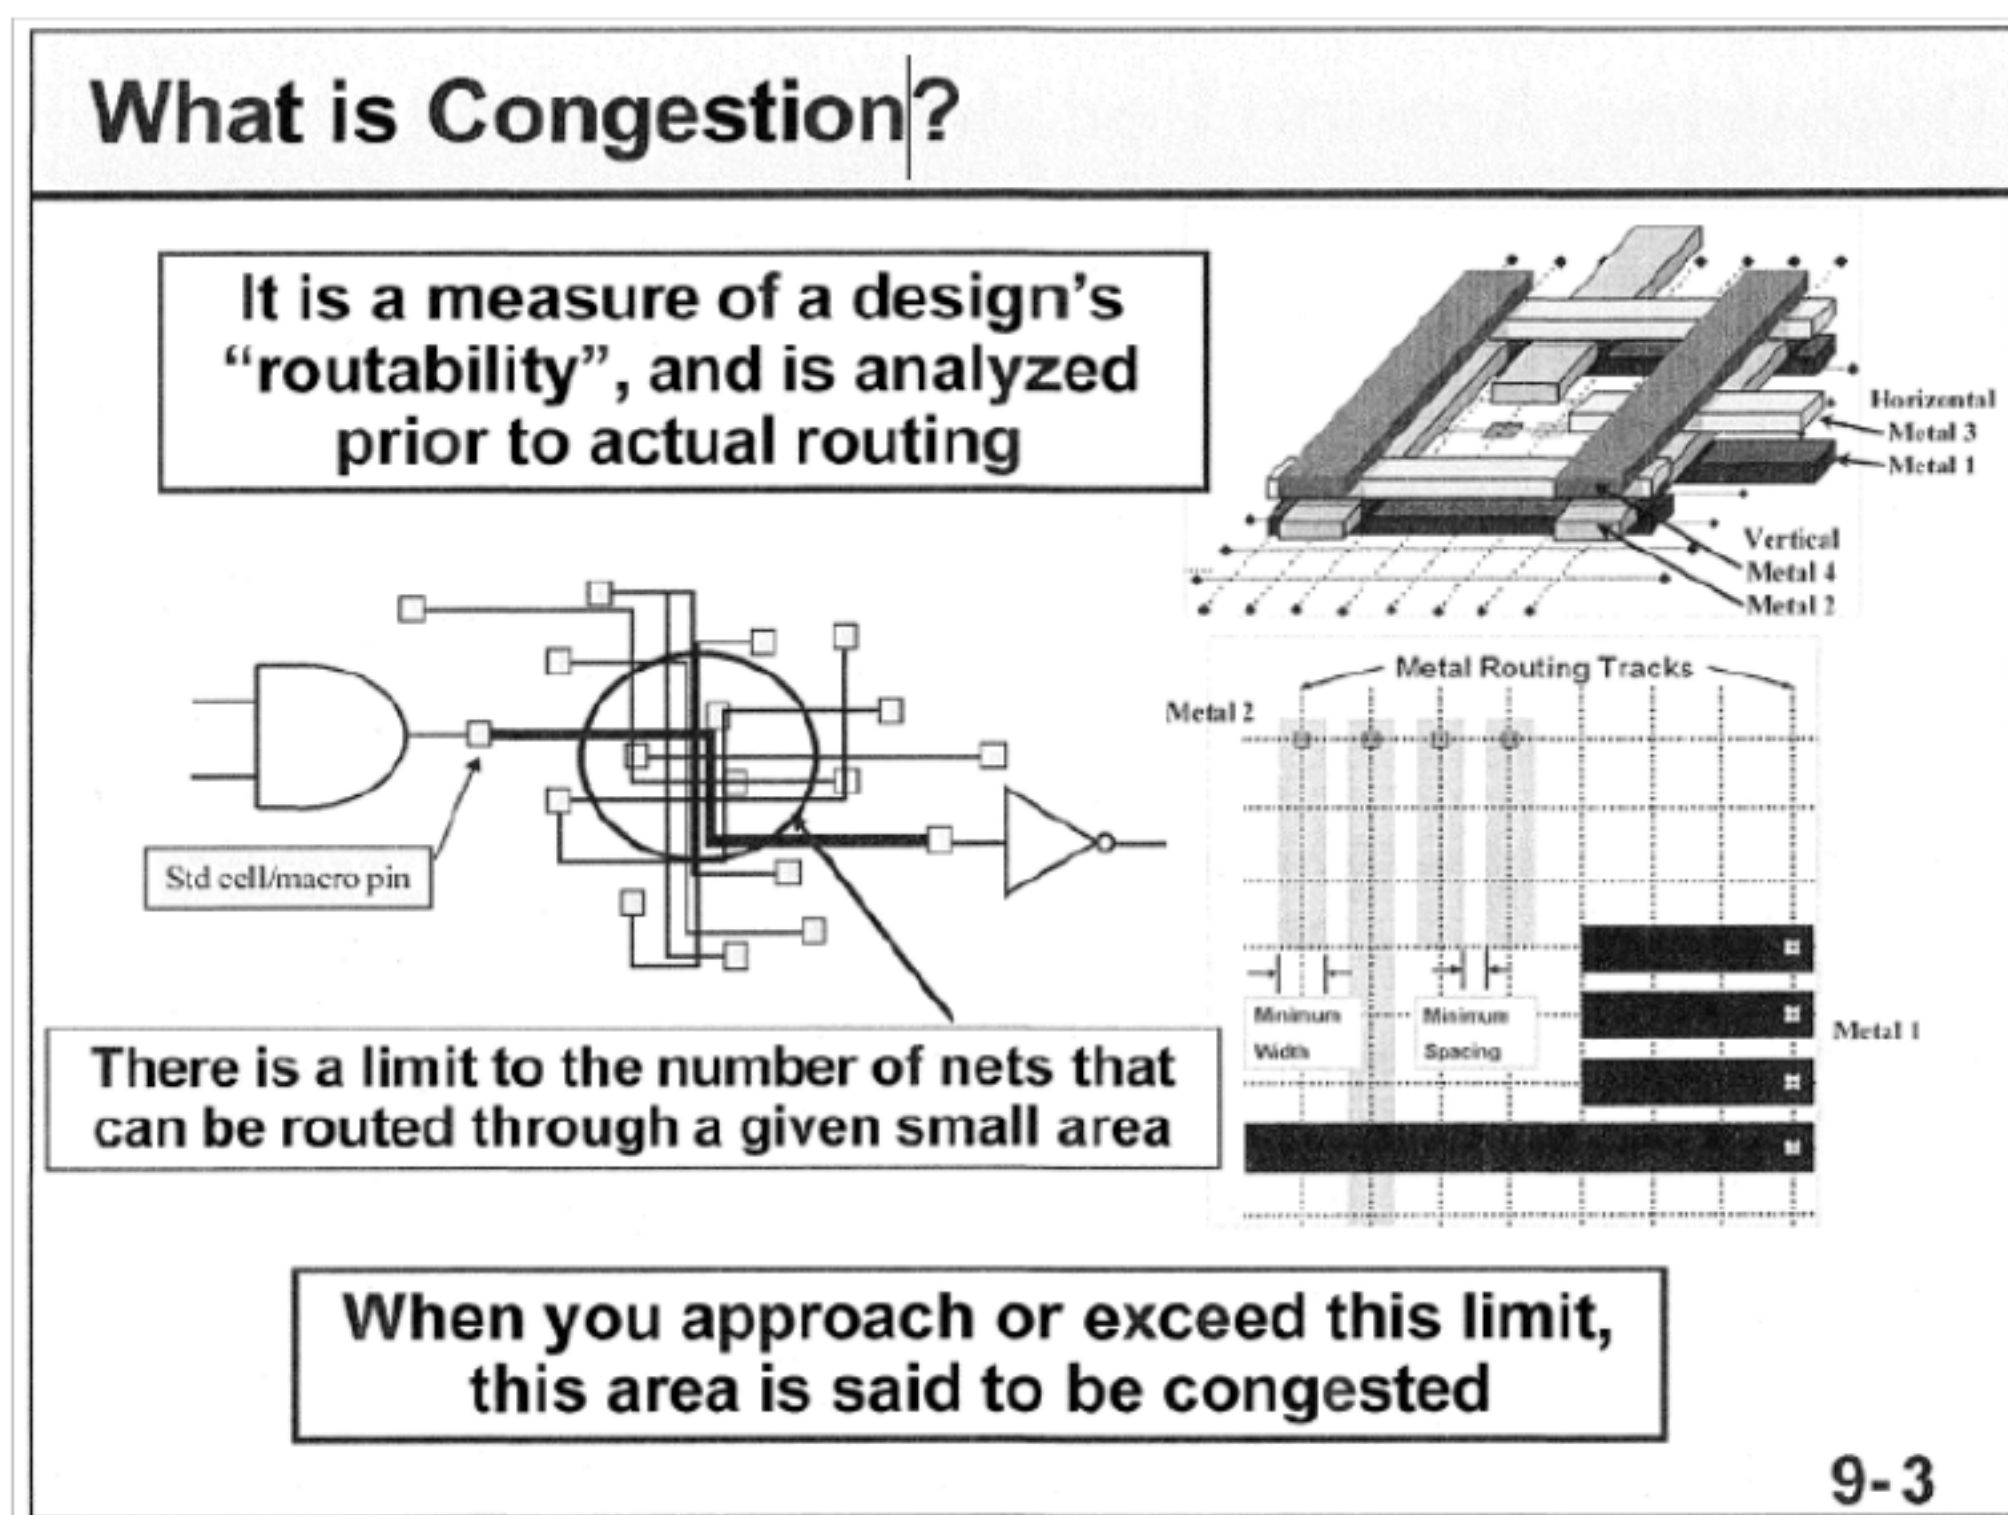 What is Congestion?
It is a measure of a design's
"routability", and is analyzed
prior to actual routing
Horizontal
Metal 3
Metal 1
Vertical
Metal 4
Metal 2
Std cell/macro pin
Metal Routing Tracks
Metal 2
Minimum
Width
Minimum
Spacing
Metal 1
There is a limit to the number of nets that
can be routed through a given small area
When you approach or exceed this limit,
this area is said to be congested
9-3